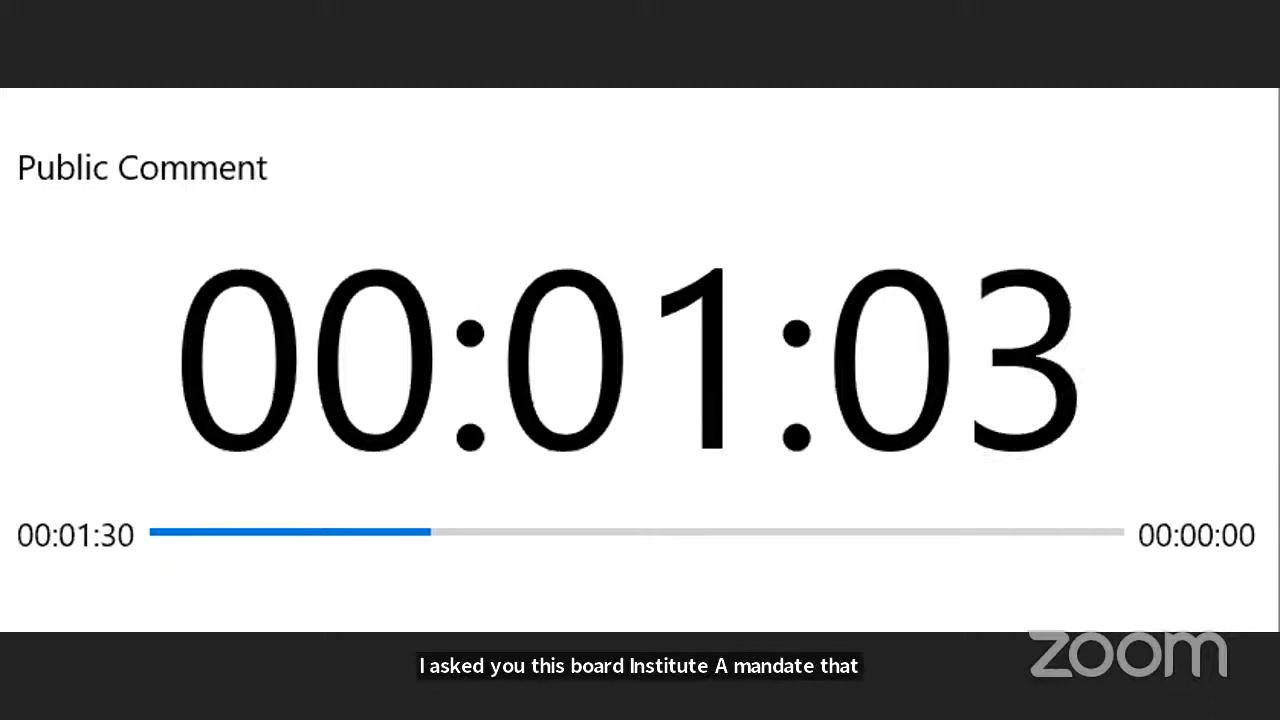 Public Comment
00:01:03
00:01:30
00:00:00
I asked you this board Institute A mandate that
zoom